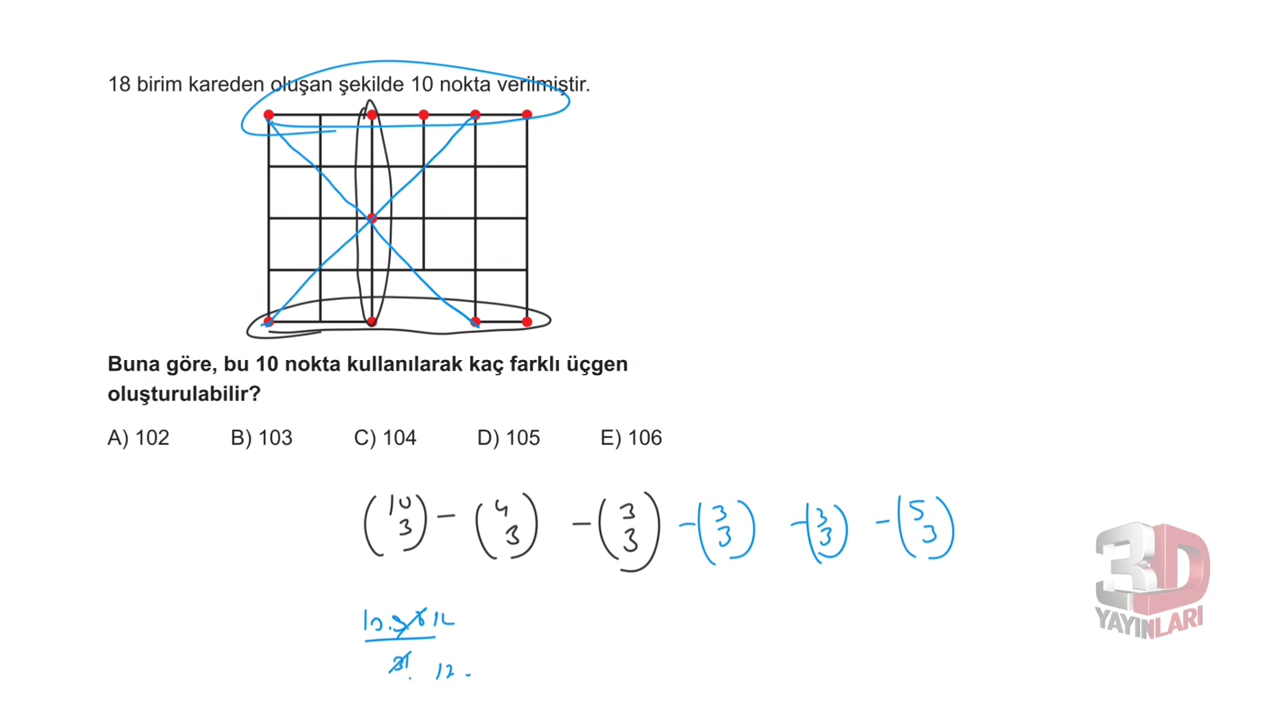 18 birim kareden oluşan şekilde 10 nokta verilmiştir.
Buna göre, bu 10 nokta kullanılarak kaç farklı üçgen
oluşturulabilir?
A) 102 B) 103 C) 104 D) 105 E) 106
(10 3) - (4 3) - (3 3) - (3 3) - (3 3) - (5 3)
12.
3D
YAYINLARI